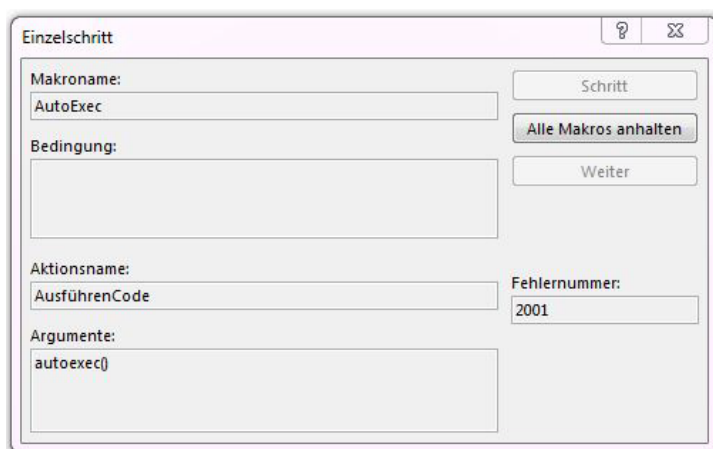 Einzelschritt
Makroname:
AutoExec
Bedingung:
Aktionsname:
AusführenCode
Argumente:
autoexec()
Schritt
Alle Makros anhalten
Weiter
Fehlernummer:
2001